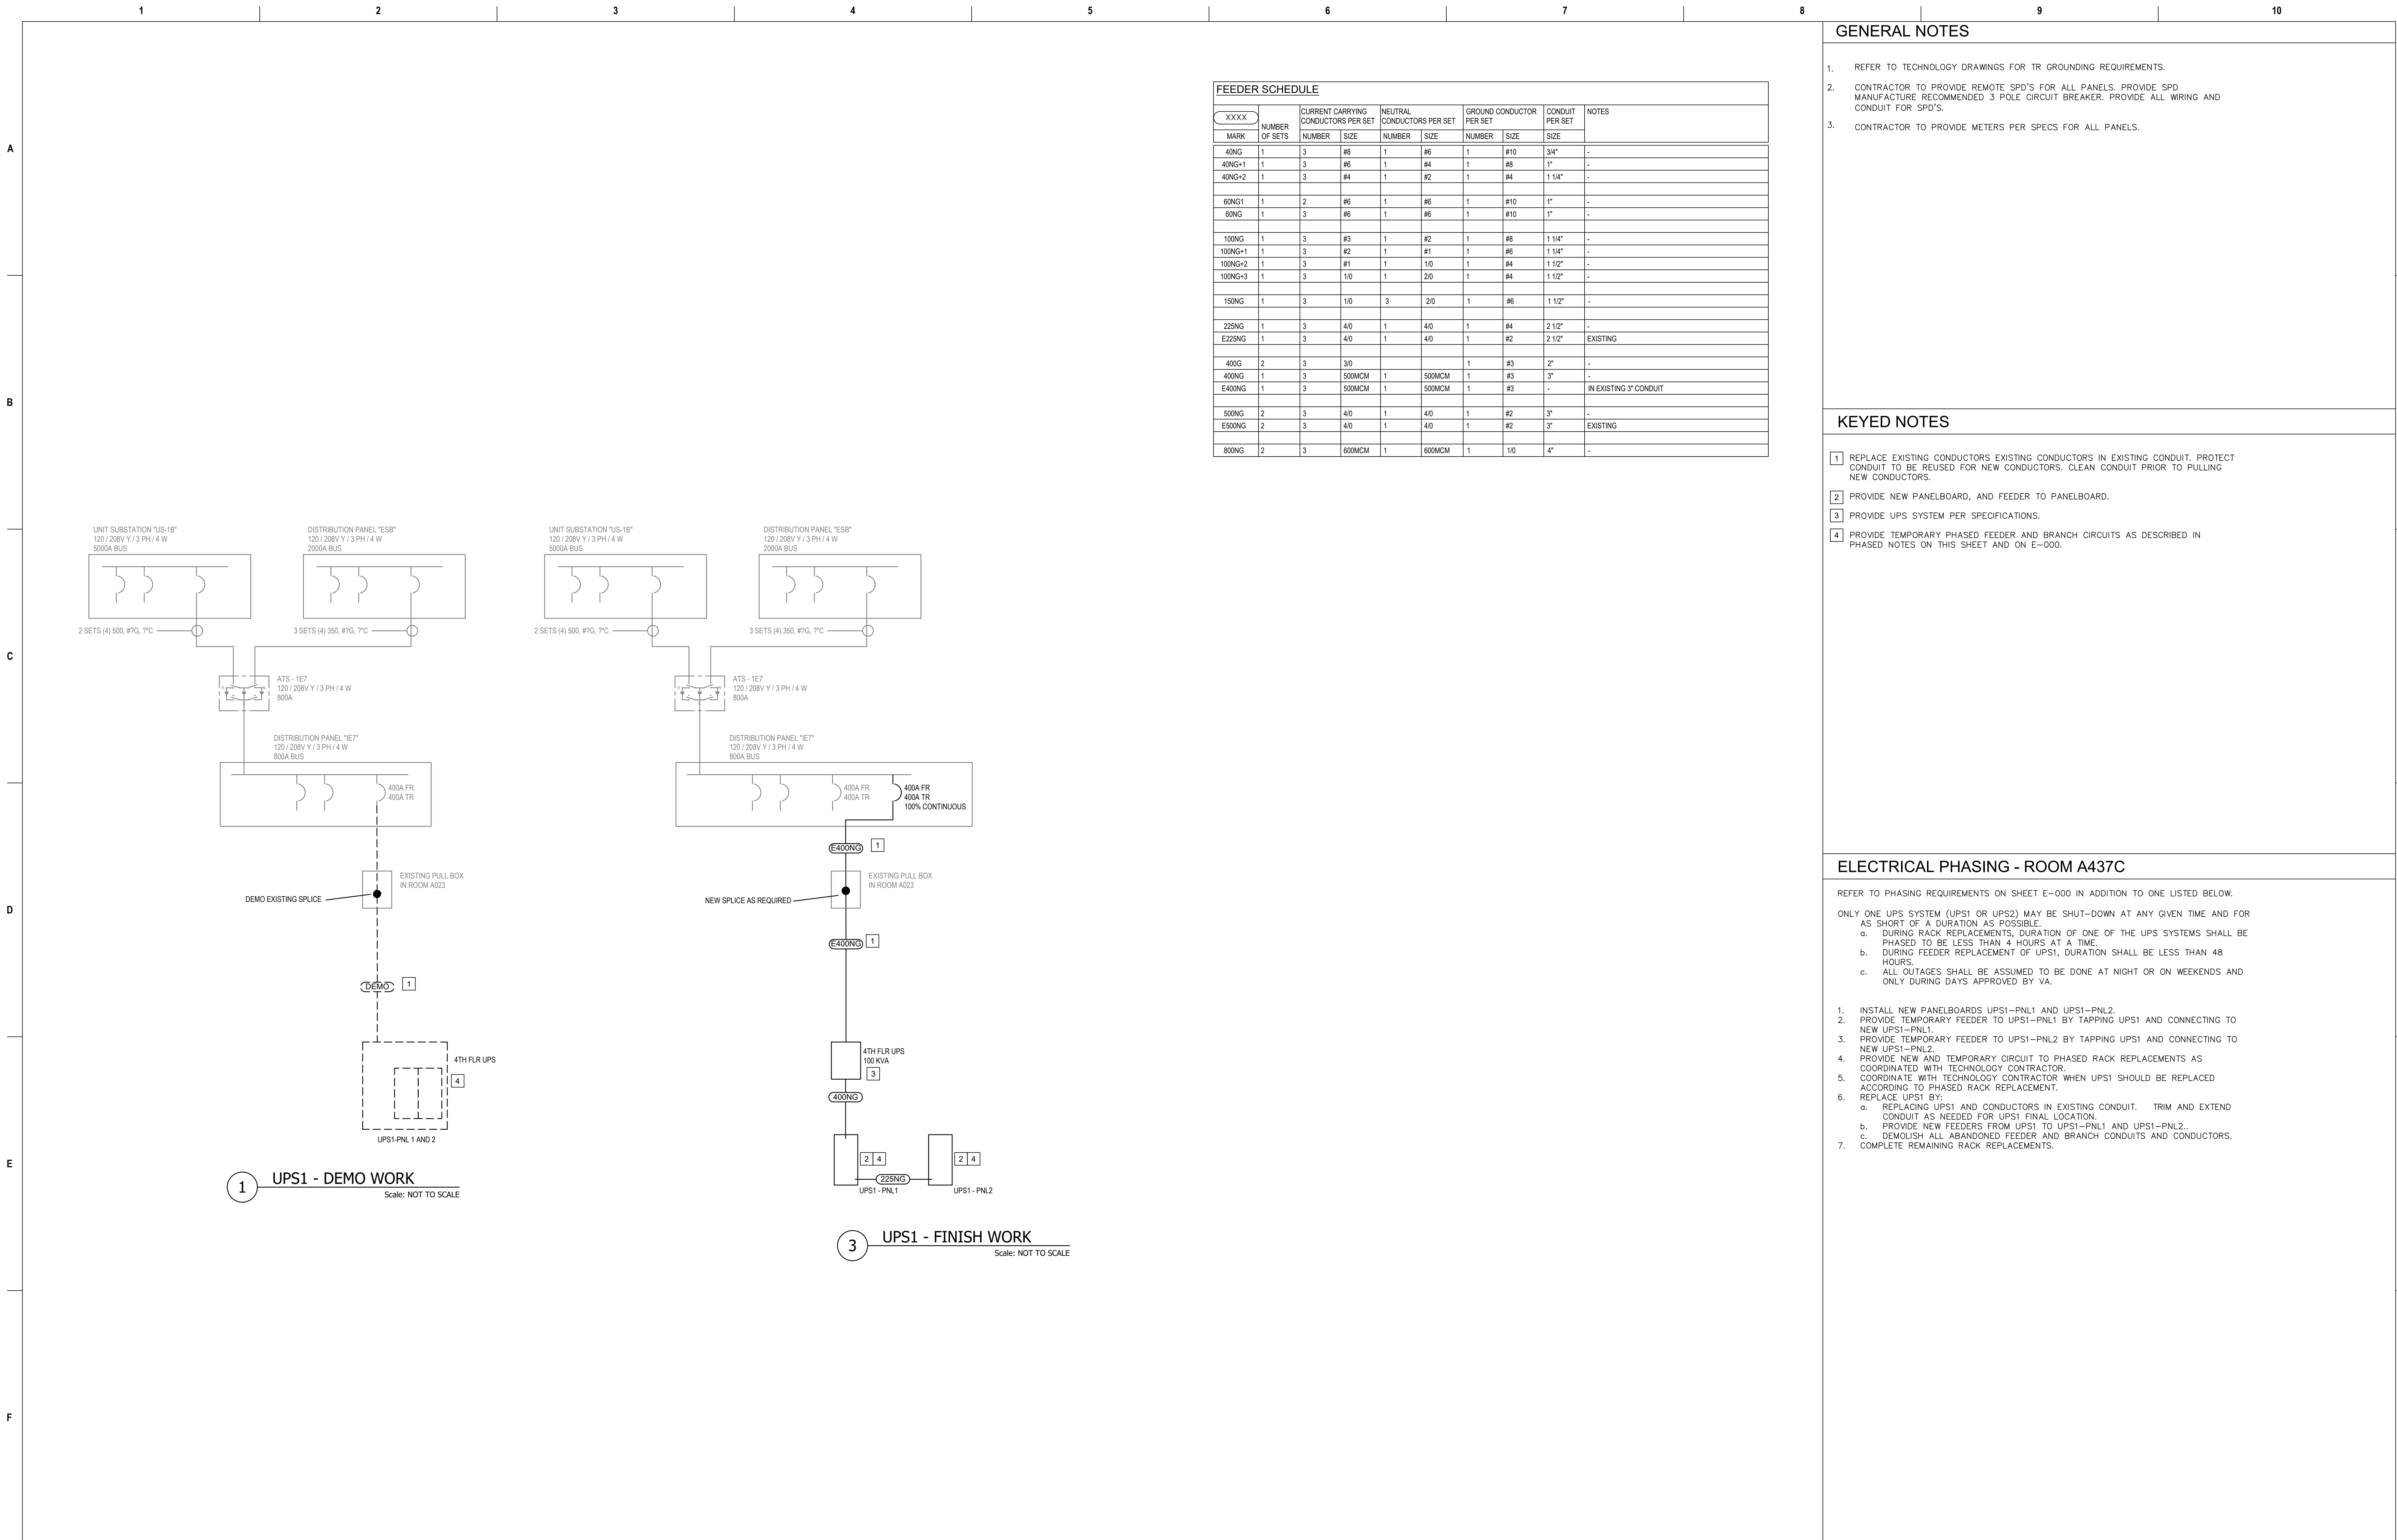 1 2 3 4 5 6 7 8 9 10
A
B
C
D
E
F
FEEDER SCHEDULE
XXXX
MARK
NUMBER
OF SETS
CURRENT CARRYING
CONDUCTORS PER SET
NEUTRAL
CONDUCTORS PER SET
GROUND CONDUCTOR
PER SET
CONDUIT
PER SET
NOTES
NUMBER SIZE NUMBER SIZE NUMBER SIZE SIZE
40NG 1 3 #8 1 #6 1 #10 3/4" -
40NG+1 1 3 #6 1 #4 1 #8 1" -
40NG+2 1 3 #4 1 #2 1 #4 1 1/4" -
60NG1 1 2 #6 1 #6 1 #10 1" -
60NG 1 3 #6 1 #6 1 #10 1" -
100NG 1 3 #3 1 #2 1 #8 1 1/4" -
100NG+1 1 3 #2 1 #1 1 #6 1 1/4" -
100NG+2 1 3 #1 1 1/0 1 #4 1 1/2" -
100NG+3 1 3 1/0 1 2/0 1 #4 1 1/2" -
150NG 1 3 1/0 3 2/0 1 #6 1 1/2" -
225NG 1 3 4/0 1 4/0 1 #4 2 1/2" -
E225NG 1 3 4/0 1 4/0 1 #2 2 1/2" EXISTING
400G 2 3 3/0 1 #3 2" -
400NG 1 3 500MCM 1 500MCM 1 #3 3" -
E400NG 1 3 500MCM 1 500MCM 1 #3 - IN EXISTING 3" CONDUIT
500NG 2 3 4/0 1 4/0 1 #2 3" -
E500NG 2 3 4/0 1 4/0 1 #2 3" EXISTING
800NG 2 3 600MCM 1 600MCM 1 1/0 4" -
UNIT SUBSTATION "US-1B"
120 / 208V Y / 3 PH / 4 W
5000A BUS
DISTRIBUTION PANEL "ESB"
120 / 208V Y / 3 PH / 4 W
2000A BUS
2 SETS (4) 500, #?G, ?"C
3 SETS (4) 350, #?G, ?"C
ATS - 1E7
120 / 208V Y / 3 PH / 4 W
800A
DISTRIBUTION PANEL "IE7"
120 / 208V Y / 3 PH / 4 W
800A BUS
400A FR
400A TR
EXISTING PULL BOX
IN ROOM A023
DEMO EXISTING SPLICE
DEMO 1
4TH FLR UPS
4
UPS1-PNL 1 AND 2
1 UPS1 - DEMO WORK
Scale: NOT TO SCALE
UNIT SUBSTATION "US-1B"
120 / 208V Y / 3 PH / 4 W
5000A BUS
DISTRIBUTION PANEL "ESB"
120 / 208V Y / 3 PH / 4 W
2000A BUS
2 SETS (4) 500, #?G, ?"C
3 SETS (4) 350, #?G, ?"C
ATS - 1E7
120 / 208V Y / 3 PH / 4 W
800A
DISTRIBUTION PANEL "IE7"
120 / 208V Y / 3 PH / 4 W
800A BUS
400A FR
400A TR
400A FR
400A TR
100% CONTINUOUS
E400NG 1
EXISTING PULL BOX
IN ROOM A023
NEW SPLICE AS REQUIRED
E400NG 1
4TH FLR UPS
100 KVA
3
400NG
2 4
2 4
225NG
UPS1 - PNL1
UPS1 - PNL2
3 UPS1 - FINISH WORK
Scale: NOT TO SCALE
GENERAL NOTES
1. REFER TO TECHNOLOGY DRAWINGS FOR TR GROUNDING REQUIREMENTS.
2. CONTRACTOR TO PROVIDE REMOTE SPD'S FOR ALL PANELS. PROVIDE SPD
MANUFACTURE RECOMMENDED 3 POLE CIRCUIT BREAKER. PROVIDE ALL WIRING AND
CONDUIT FOR SPD'S.
3. CONTRACTOR TO PROVIDE METERS PER SPECS FOR ALL PANELS.
KEYED NOTES
1 REPLACE EXISTING CONDUCTORS EXISTING CONDUCTORS IN EXISTING CONDUIT. PROTECT
CONDUIT TO BE REUSED FOR NEW CONDUCTORS. CLEAN CONDUIT PRIOR TO PULLING
NEW CONDUCTORS.
2 PROVIDE NEW PANELBOARD, AND FEEDER TO PANELBOARD.
3 PROVIDE UPS SYSTEM PER SPECIFICATIONS.
4 PROVIDE TEMPORARY PHASED FEEDER AND BRANCH CIRCUITS AS DESCRIBED IN
PHASED NOTES ON THIS SHEET AND ON E-000.
ELECTRICAL PHASING - ROOM A437C
REFER TO PHASING REQUIREMENTS ON SHEET E-000 IN ADDITION TO ONE LISTED BELOW.
ONLY ONE UPS SYSTEM (UPS1 OR UPS2) MAY BE SHUT-DOWN AT ANY GIVEN TIME AND FOR
AS SHORT OF A DURATION AS POSSIBLE.
a. DURING RACK REPLACEMENTS, DURATION OF ONE OF THE UPS SYSTEMS SHALL BE
PHASED TO BE LESS THAN 4 HOURS AT A TIME.
b. DURING FEEDER REPLACEMENT OF UPS1, DURATION SHALL BE LESS THAN 48
HOURS.
c. ALL OUTAGES SHALL BE ASSUMED TO BE DONE AT NIGHT OR ON WEEKENDS AND
ONLY DURING DAYS APPROVED BY VA.
1. INSTALL NEW PANELBOARDS UPS1-PNL1 AND UPS1-PNL2.
2. PROVIDE TEMPORARY FEEDER TO UPS1-PNL1 BY TAPPING UPS1 AND CONNECTING TO
NEW UPS1-PNL1.
3. PROVIDE TEMPORARY FEEDER TO UPS1-PNL2 BY TAPPING UPS1 AND CONNECTING TO
NEW UPS1-PNL2.
4. PROVIDE NEW AND TEMPORARY CIRCUIT TO PHASED RACK REPLACEMENTS AS
COORDINATED WITH TECHNOLOGY CONTRACTOR.
5. COORDINATE WITH TECHNOLOGY CONTRACTOR WHEN UPS1 SHOULD BE REPLACED
ACCORDING TO PHASED RACK REPLACEMENT.
6. REPLACE UPS1 BY:
a. REPLACING UPS1 AND CONDUCTORS IN EXISTING CONDUIT. TRIM AND EXTEND
CONDUIT AS NEEDED FOR UPS1 FINAL LOCATION.
b. PROVIDE NEW FEEDERS FROM UPS1 TO UPS1-PNL1 AND UPS1-PNL2..
c. DEMOLISH ALL ABANDONED FEEDER AND BRANCH CONDUITS AND CONDUCTORS.
7. COMPLETE REMAINING RACK REPLACEMENTS.